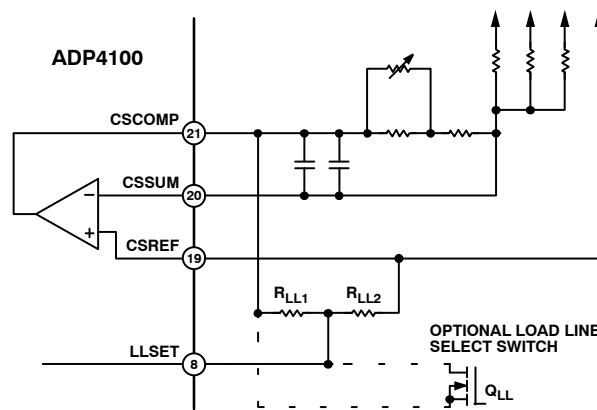 ADP4100
CSCOMP
21
CSSUM
20
−
+
CSREF
19
RLL1
RLL2
OPTIONAL LOAD LINE
SELECT SWITCH
LLSET
8
QLL